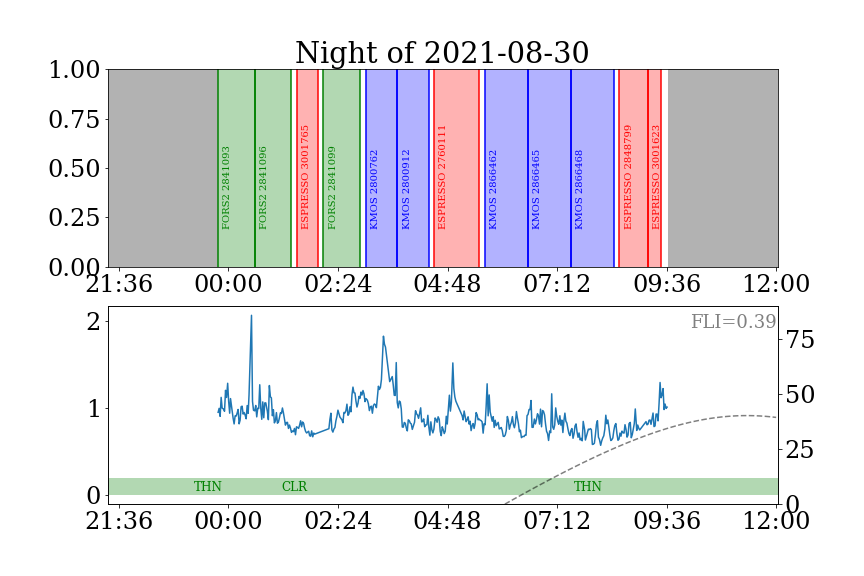 Night of 2021-08-30
1.00
0.75
0.50
0.25
0.00
FORS2 2841093
FORS2 2841096
ESPRESSO 3001765
FORS2 2841099
KMOS 2800762
KMOS 2800912
ESPRESSO 2760111
KMOS 2866462
KMOS 2866465
KMOS 2866468
ESPRESSO 2848799
ESPRESSO 3001623
21:36 00:00 02:24 04:48 07:12 09:36 12:00
FLI=0.39
2
1
0
75
50
25
0
THN CLR THN
21:36 00:00 02:24 04:48 07:12 09:36 12:00